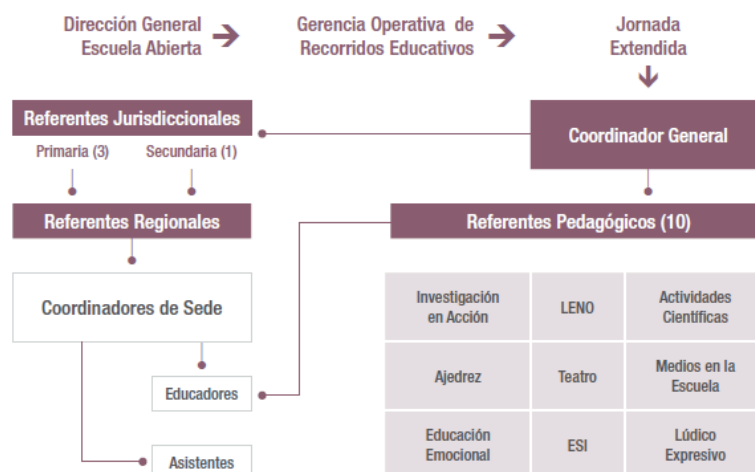 Dirección General
Escuela Abierta
Gerencia Operativa de
Recorridos Educativos
Jornada
Extendida
Referentes Jurisdiccionales
Primaria (3)
Secundaria (1)
Coordinador General
Referentes Regionales
Referentes Pedagógicos (10)
Coordinadores de Sede
Educadores
Asistentes
Investigación
en Acción
LENO
Actividades
Científicas
Ajedrez
Teatro
Medios en la
Escuela
Educación
Emocional
ESI
Lúdico
Expresivo